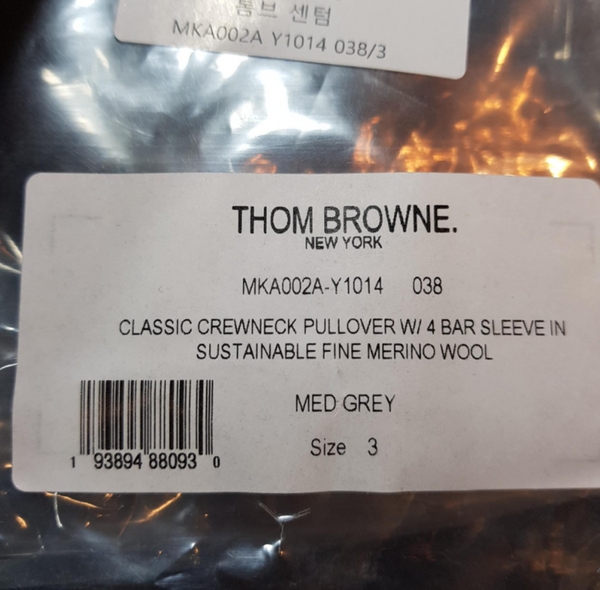 톰브 센텀
MKA002A Y1014 038/3
THOM BROWNE.
NEW YORK
MKA002A-Y1014 038
CLASSIC CREWNECK PULLOVER W/ 4 BAR SLEEVE IN
SUSTAINABLE FINE MERINO WOOL
MED GREY
Size 3
1 93894 88093 0